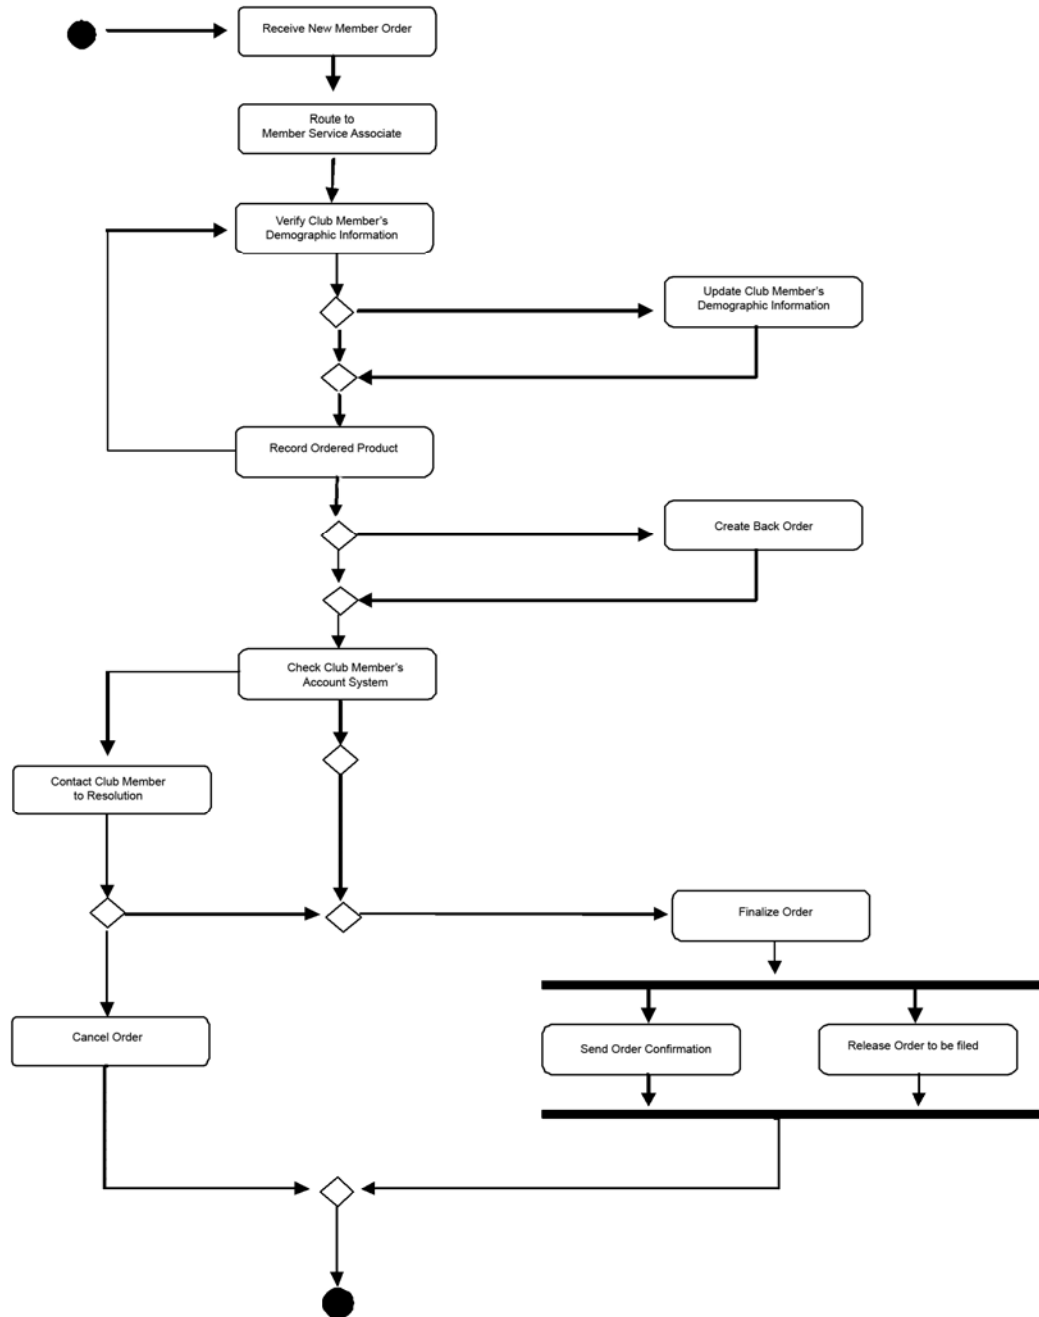 Receive New Member Order
Route to
Member Service Associate
Verify Club Member's
Demographic Information
Update Club Member's
Demographic Information
Record Ordered Product
Create Back Order
Check Club Member's
Account System
Contact Club Member
to Resolution
Finalize Order
Cancel Order
Send Order Confirmation
Release Order to be filed